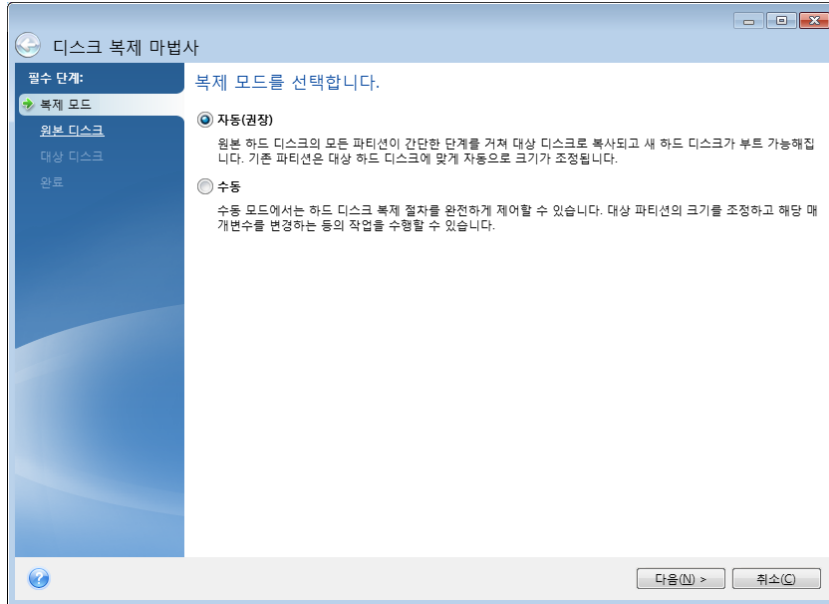 디스크 복제 마법사
필수 단계:
복제 모드
원본 디스크
대상 디스크
완료
복제 모드를 선택합니다.
자동(권장)
원본 하드 디스크의 모든 파티션이 간단한 단계를 거쳐 대상 디스크로 복사되고 새 하드 디스크가 부트 가능해집
니다. 기존 파티션은 대상 하드 디스크에 맞게 자동으로 크기가 조정됩니다.
수동
수동 모드에서는 하드 디스크 복제 절차를 완전하게 제어할 수 있습니다. 대상 파티션의 크기를 조정하고 해당 매
개변수를 변경하는 등의 작업을 수행할 수 있습니다.
다음(N) >
취소(C)